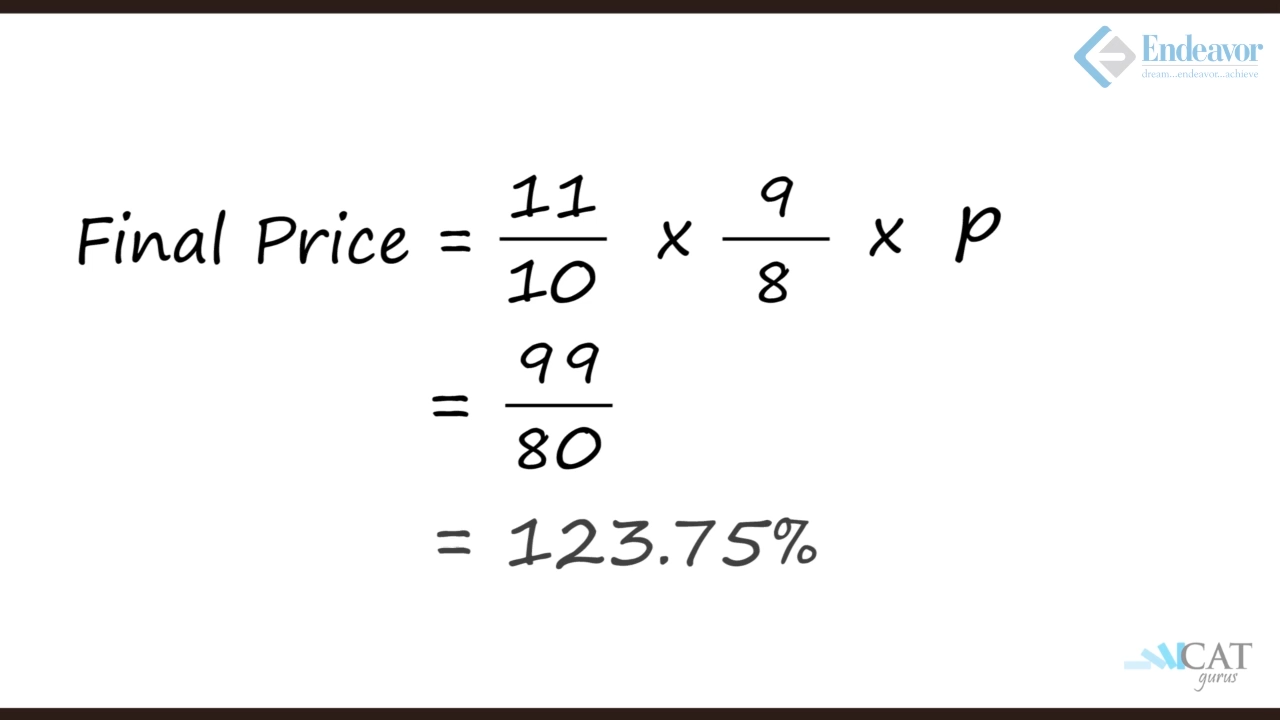 Endeavor
dream...endeavor...achieve
Final Price = 11/10 x 9/8 x p
= 99/80
= 123.75%
CAT
gurus